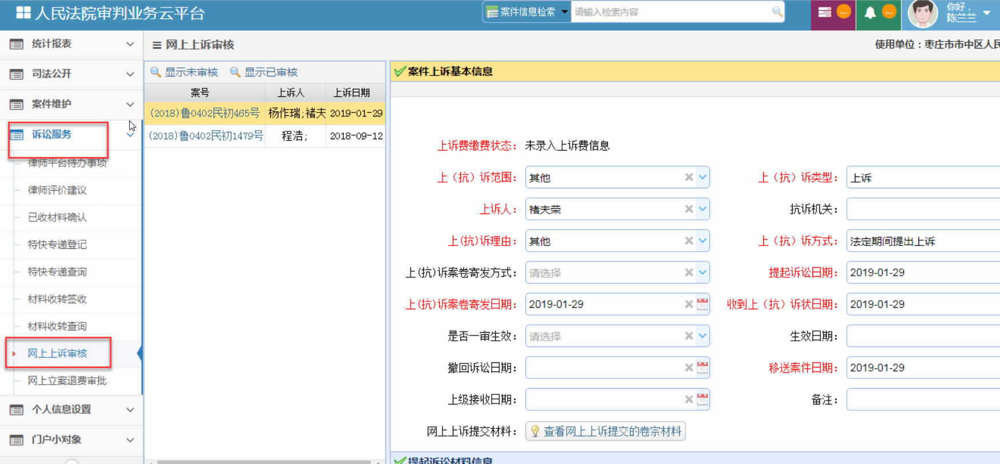 人民法院审判业务云平台
案件信息检索
请输入检索内容
你好，
陈兰兰
统计报表
司法公开
案件维护
诉讼服务
律师平台待办事项
律师评价建议
已收材料确认
特快专递登记
特快专递查询
材料收转签收
材料收转查询
网上上诉审核
网上立案退费审批
个人信息设置
门户小对象
网上上诉审核
使用单位：枣庄市市中区人民
显示未审核 显示已审核
案号 上诉人 上诉日期
(2018)鲁0402民初465号 杨作瑞;褚夫 2019-01-29
(2018)鲁0402民初1479号 程浩; 2018-09-12
案件上诉基本信息
上诉费缴费状态： 未录入上诉费信息
上（抗）诉范围： 其他 上（抗）诉类型： 上诉
上诉人： 褚夫荣 抗诉机关：
上(抗)诉理由： 其他 上（抗）诉方式： 法定期间提出上诉
上(抗)诉案卷寄发方式： 请选择 提起诉讼日期： 2019-01-29
上(抗)诉案卷寄发日期： 2019-01-29 收到上（抗）诉状日期： 2019-01-29
是否一审生效： 请选择 生效日期：
撤回诉讼日期： 移送案件日期： 2019-01-29
上级接收日期： 备注：
网上上诉提交材料： 查看网上上诉提交的卷宗材料
提起诉讼材料信息